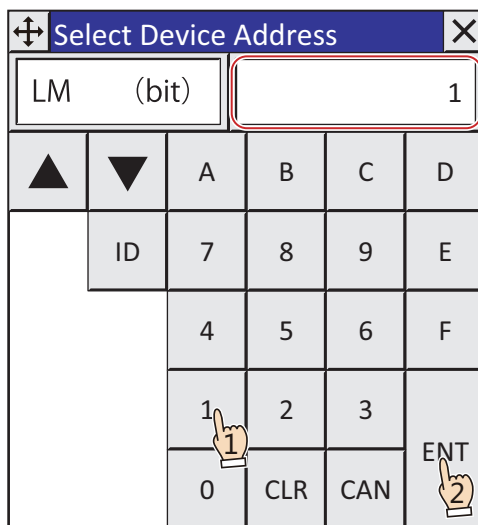 Select Device Address
LM (bit) 1
A B C D
ID 7 8 9 E
4 5 6 F
1 2 3
1
ENT
2
0 CLR CAN